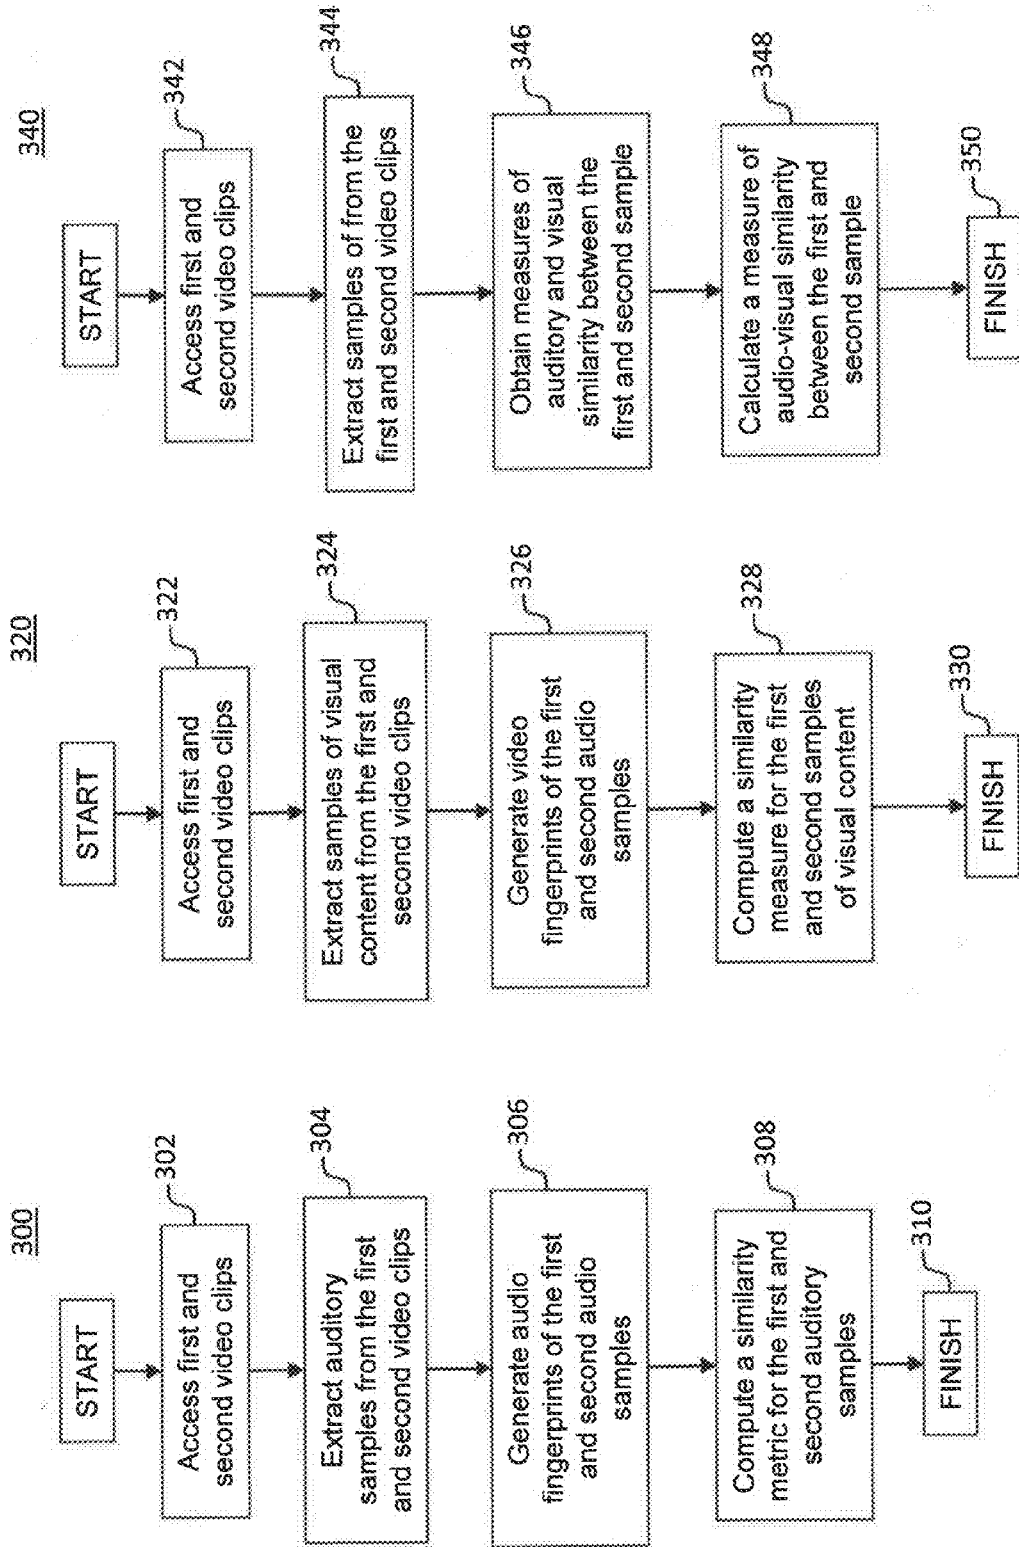 300
START
Access first and
second video clips
302
Extract auditory
samples from the first
and second video clips
304
Generate audio
fingerprints of the first
and second audio
samples
306
Compute a similarity
metric for the first and
second auditory
samples
308
FINISH
310
320
START
Access first and
second video clips
322
Extract samples of visual
content from the first and
second video clips
324
Generate video
fingerprints of the first
and second audio
samples
326
Compute a similarity
measure for the first
and second samples
of visual content
328
FINISH
330
340
START
Access first and
second video clips
342
Extract samples of from the
first and second video clips
344
Obtain measures of
auditory and visual
similarity between the
first and second sample
346
Calculate a measure of
audio-visual similarity
between the first and
second sample
348
FINISH
350